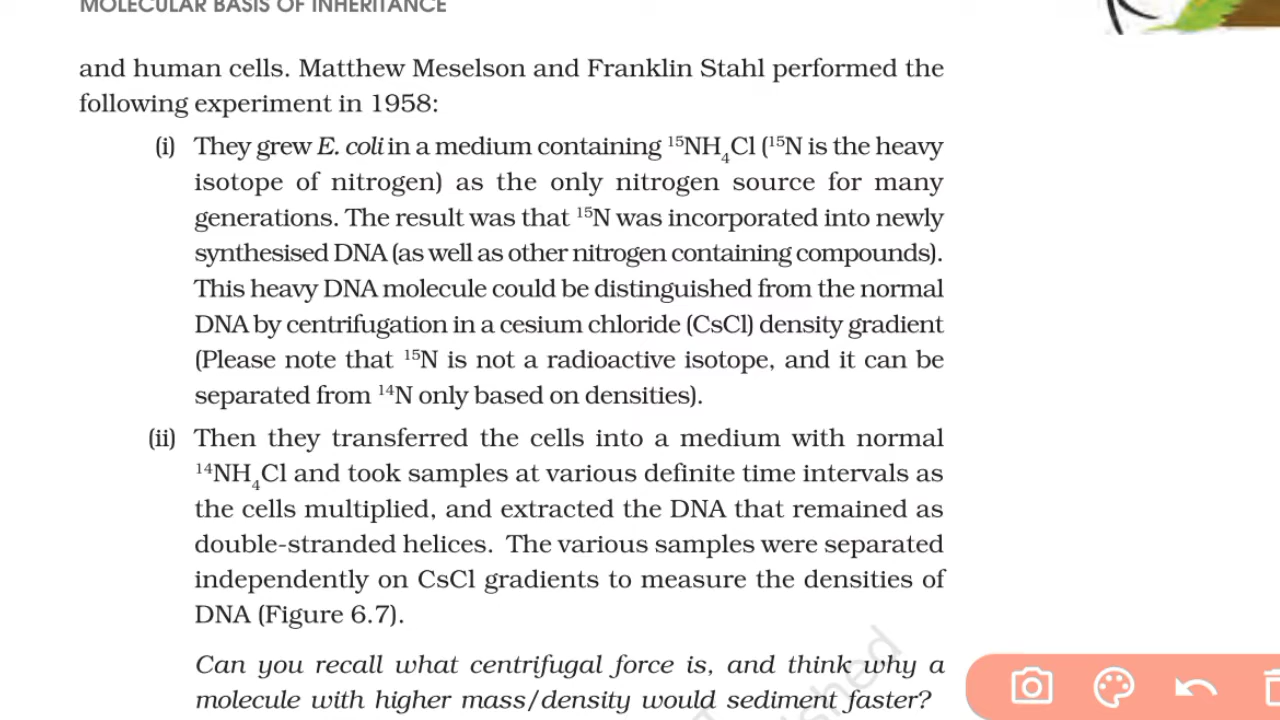 MOLECULAR BASIS OF INHERITANCE
and human cells. Matthew Meselson and Franklin Stahl performed the
following experiment in 1958:
(i) They grew E. coli in a medium containing ¹⁵NH₄Cl (¹⁵N is the heavy
isotope of nitrogen) as the only nitrogen source for many
generations. The result was that ¹⁵N was incorporated into newly
synthesised DNA (as well as other nitrogen containing compounds).
This heavy DNA molecule could be distinguished from the normal
DNA by centrifugation in a cesium chloride (CsCl) density gradient
(Please note that ¹⁵N is not a radioactive isotope, and it can be
separated from ¹⁴N only based on densities).
(ii) Then they transferred the cells into a medium with normal
¹⁴NH₄Cl and took samples at various definite time intervals as
the cells multiplied, and extracted the DNA that remained as
double-stranded helices. The various samples were separated
independently on CsCl gradients to measure the densities of
DNA (Figure 6.7).
Can you recall what centrifugal force is, and think why a
molecule with higher mass/density would sediment faster?